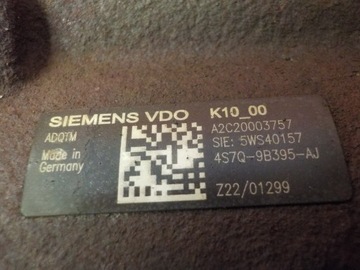 SIEMENS VDO K10_00
ADQTM
Made in
Germany
A2C20003757
SIE: 5WS40157
4S7Q-9B395-AJ
Z22/01299